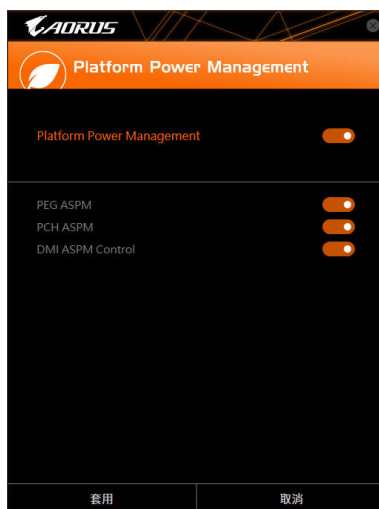 AORUS
Platform Power Management
Platform Power Management
PEG ASPM
PCH ASPM
DMI ASPM Control
套用 取消